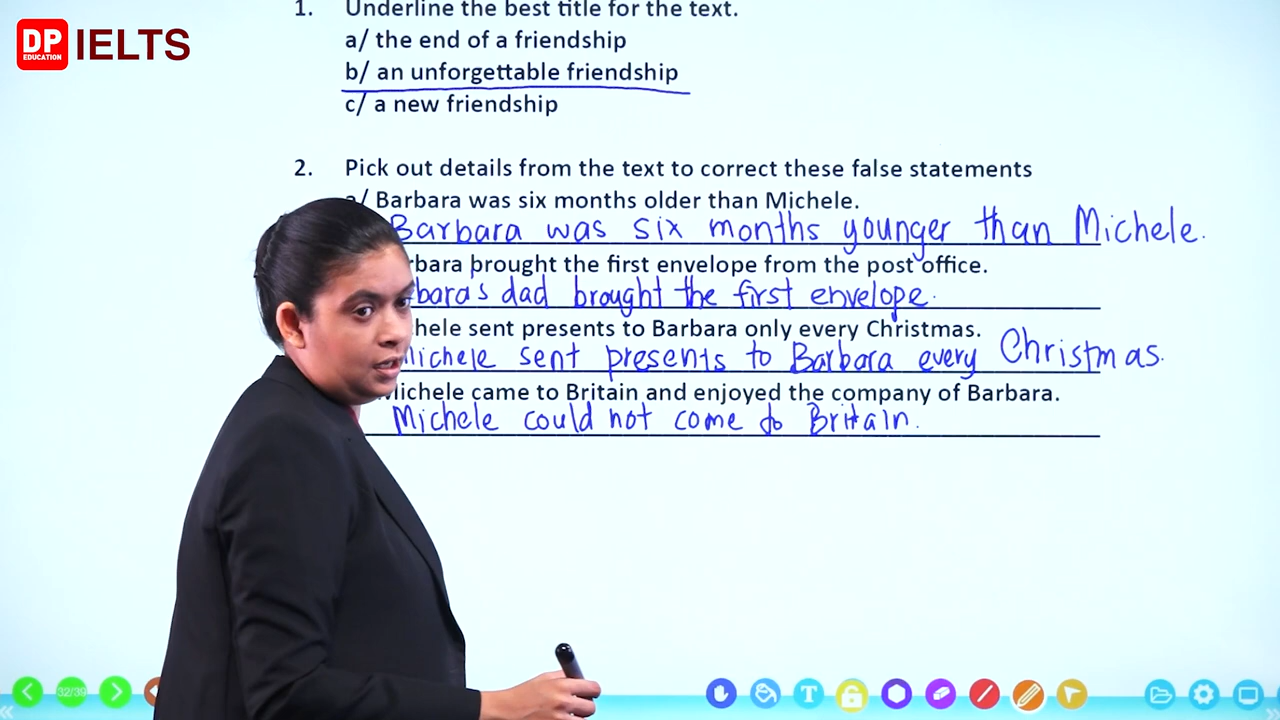 DP
EDUCATION
IELTS
1. Underline the best title for the text.
a/ the end of a friendship
b/ an unforgettable friendship
c/ a new friendship
2. Pick out details from the text to correct these false statements
a/ Barbara was six months older than Michele.
Barbara was six months younger than Michele.
rbara brought the first envelope from the post office.
bara's dad brought the first envelope.
hele sent presents to Barbara only every Christmas.
Michele sent presents to Barbara every Christmas.
Michele came to Britain and enjoyed the company of Barbara.
Michele could not come to Britain.
32/39
T